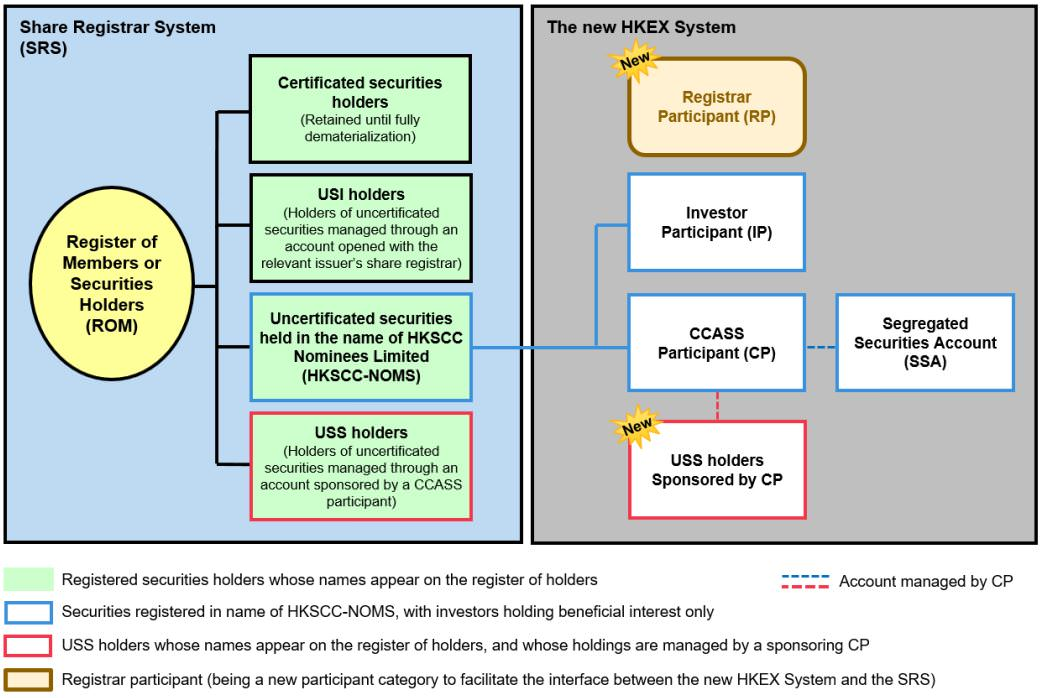 Share Registrar System
(SRS)
Certificated securities
holders
(Retained until fully
dematerialization)
USI holders
(Holders of uncertificated
securities managed through an
account opened with the
relevant issuer's share registrar)
Register of
Members or
Securities
Holders
(ROM)
Uncertificated securities
held in the name of HKSCC
Nominees Limited
(HKSCC-NOMS)
USS holders
(Holders of uncertificated
securities managed through an
account sponsored by a CCASS
participant)
The new HKEX System
New
Registrar
Participant (RP)
Investor
Participant (IP)
CCASS
Participant (CP)
Segregated
Securities Account
(SSA)
New
USS holders
Sponsored by CP
Registered securities holders whose names appear on the register of holders
Account managed by CP
Securities registered in name of HKSCC-NOMS, with investors holding beneficial interest only
USS holders whose names appear on the register of holders, and whose holdings are managed by a sponsoring CP
Registrar participant (being a new participant category to facilitate the interface between the new HKEX System and the SRS)